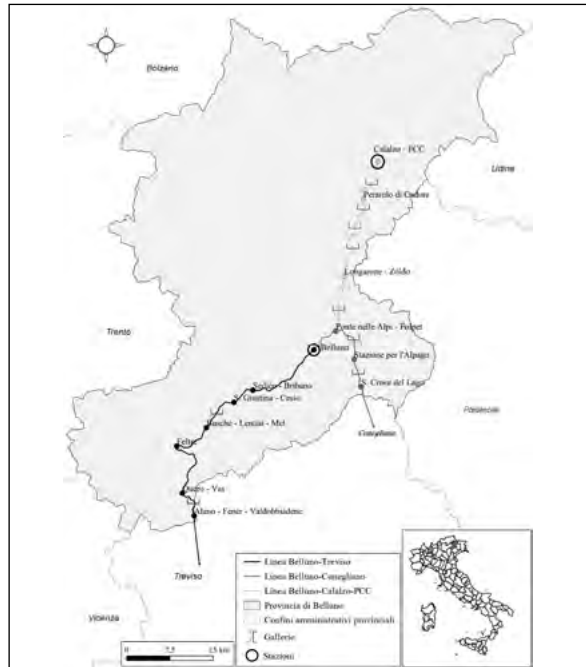 Bolzano
Calalzo - PCC
Udine
Perarolo di Cadore
Longarone - Zoldo
Trento
Ponte nelle Alpi - Polpet
Belluno
Stazione per l'Alpago
S. Croce del Lago
Sedico - Bribano
S. Giustina - Cesio
Busche - Lentiai - Mel
Pordenone
Conegliano
Feltre
Quero - Vas
Alano - Fener - Valdobbiadene
Treviso
Vicenza
Linea Belluno-Treviso
Linea Belluno-Conegliano
Linea Belluno-Calalzo-PCC
Provincia di Belluno
Confini amministrativi provinciali
Gallerie
Stazioni
0 7,5 15 km